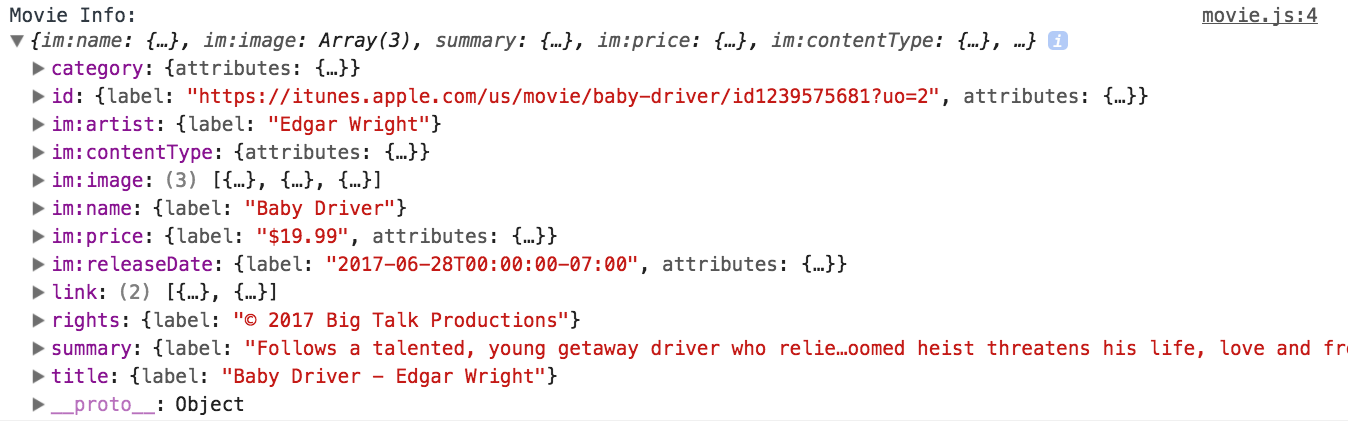 Movie Info: movie.js:4
▼{im:name: {…}, im:image: Array(3), summary: {…}, im:price: {…}, im:contentType: {…}, …} i
▶category: {attributes: {…}}
▶id: {label: "https://itunes.apple.com/us/movie/baby-driver/id1239575681?uo=2", attributes: {…}}
▶im:artist: {label: "Edgar Wright"}
▶im:contentType: {attributes: {…}}
▶im:image: (3) [{…}, {…}, {…}]
▶im:name: {label: "Baby Driver"}
▶im:price: {label: "$19.99", attributes: {…}}
▶im:releaseDate: {label: "2017-06-28T00:00:00-07:00", attributes: {…}}
▶link: (2) [{…}, {…}]
▶rights: {label: "© 2017 Big Talk Productions"}
▶summary: {label: "Follows a talented, young getaway driver who relie…oomed heist threatens his life, love and fre
▶title: {label: "Baby Driver - Edgar Wright"}
▶__proto__: Object